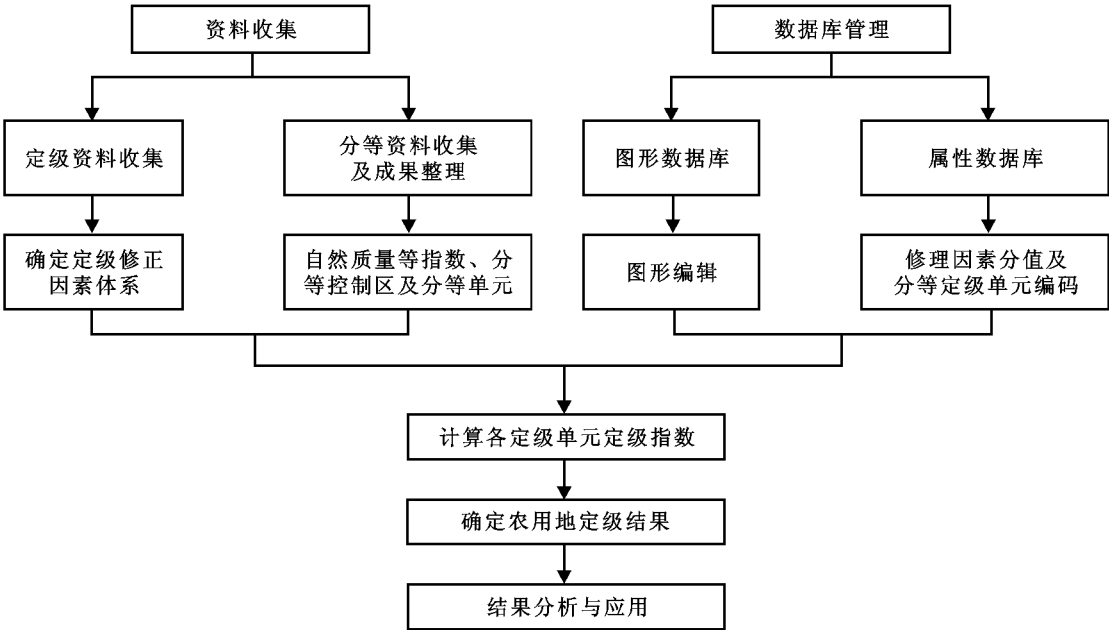 资料收集
数据库管理
定级资料收集
分等资料收集
及成果整理
图形数据库
属性数据库
确定定级修正
因素体系
自然质量等指数、分
等控制区及分等单元
图形编辑
修理因素分值及
分等定级单元编码
计算各定级单元定级指数
确定农用地定级结果
结果分析与应用